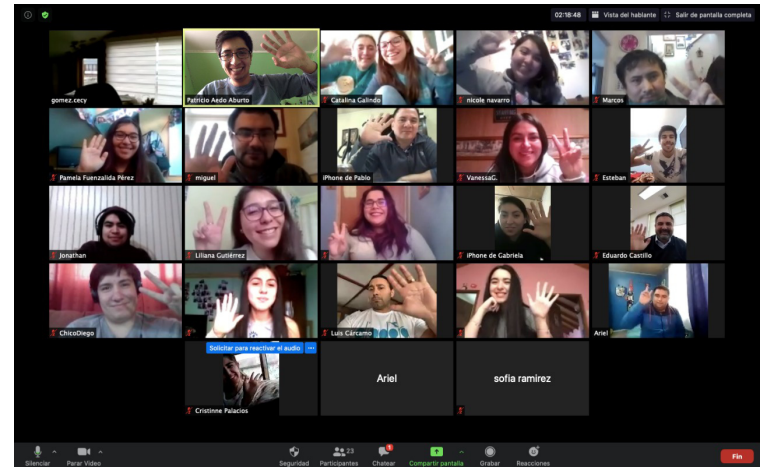 02:18:48 Vista del hablante Salir de pantalla completa
gomez.cecy
Patricio Aedo Aburto
Catalina Galindo
nicole navarro
Marcos
Pamela Fuenzalida Pérez
miguel
iPhone de Pablo
VanessaG.
Esteban
Jonathan
Liliana Gutiérrez
iPhone de Gabriela
Eduardo Castillo
ChicoDiego
Luis Cárcamo
Ariel
Solicitar para reactivar el audio ...
Cristinne Palacios
Ariel
sofia ramirez
Silenciar
Parar Video
Seguridad
23
Participantes
1
Chatear
Compartir pantalla
Grabar
Reacciones
Fin